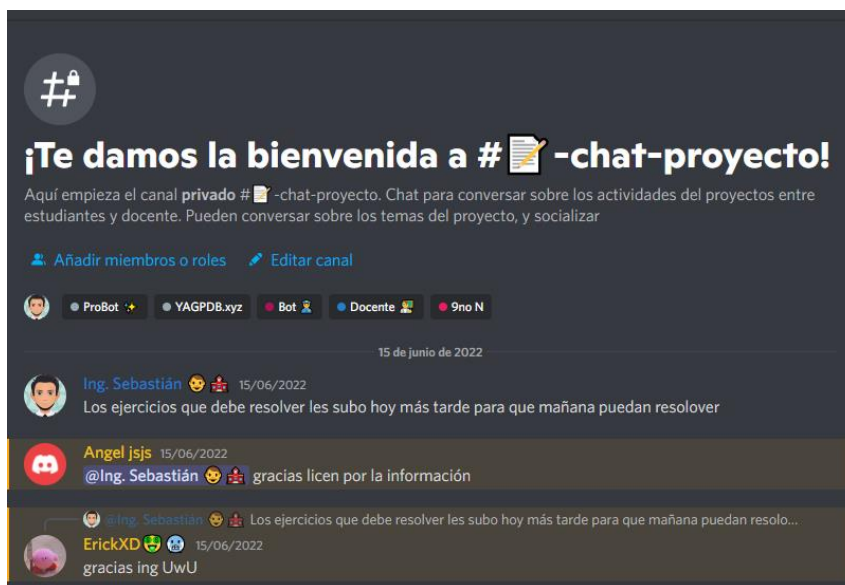 ¡Te damos la bienvenida a #📝-chat-proyecto!
Aquí empieza el canal privado #📝-chat-proyecto. Chat para conversar sobre los actividades del proyectos entre
estudiantes y docente. Pueden conversar sobre los temas del proyecto, y socializar
Añadir miembros o roles Editar canal
ProBot ✨ YAGPDB.xyz Bot Docente 9no N
15 de junio de 2022
Ing. Sebastián 15/06/2022
Los ejercicios que debe resolver les subo hoy más tarde para que mañana puedan resolover
Angel jsjs 15/06/2022
@Ing. Sebastián gracias licen por la información
@Ing. Sebastián Los ejercicios que debe resolver les subo hoy más tarde para que mañana puedan resolo...
ErickXD 15/06/2022
gracias ing UwU